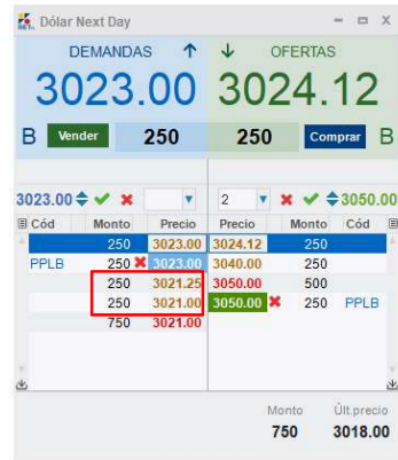 Dólar Next Day
DEMANDAS OFERTAS
3023.00 3024.12
B Vender 250 250 Comprar B
3023.00 2 3050.00
Cód Monto Precio Precio Monto Cód
250 3023.00 3024.12 250
PPLB 250 3023.00 3040.00 250
250 3021.25 3050.00 500
250 3021.00 3050.00 250 PPLB
750 3021.00
Monto Últ.precio
750 3018.00